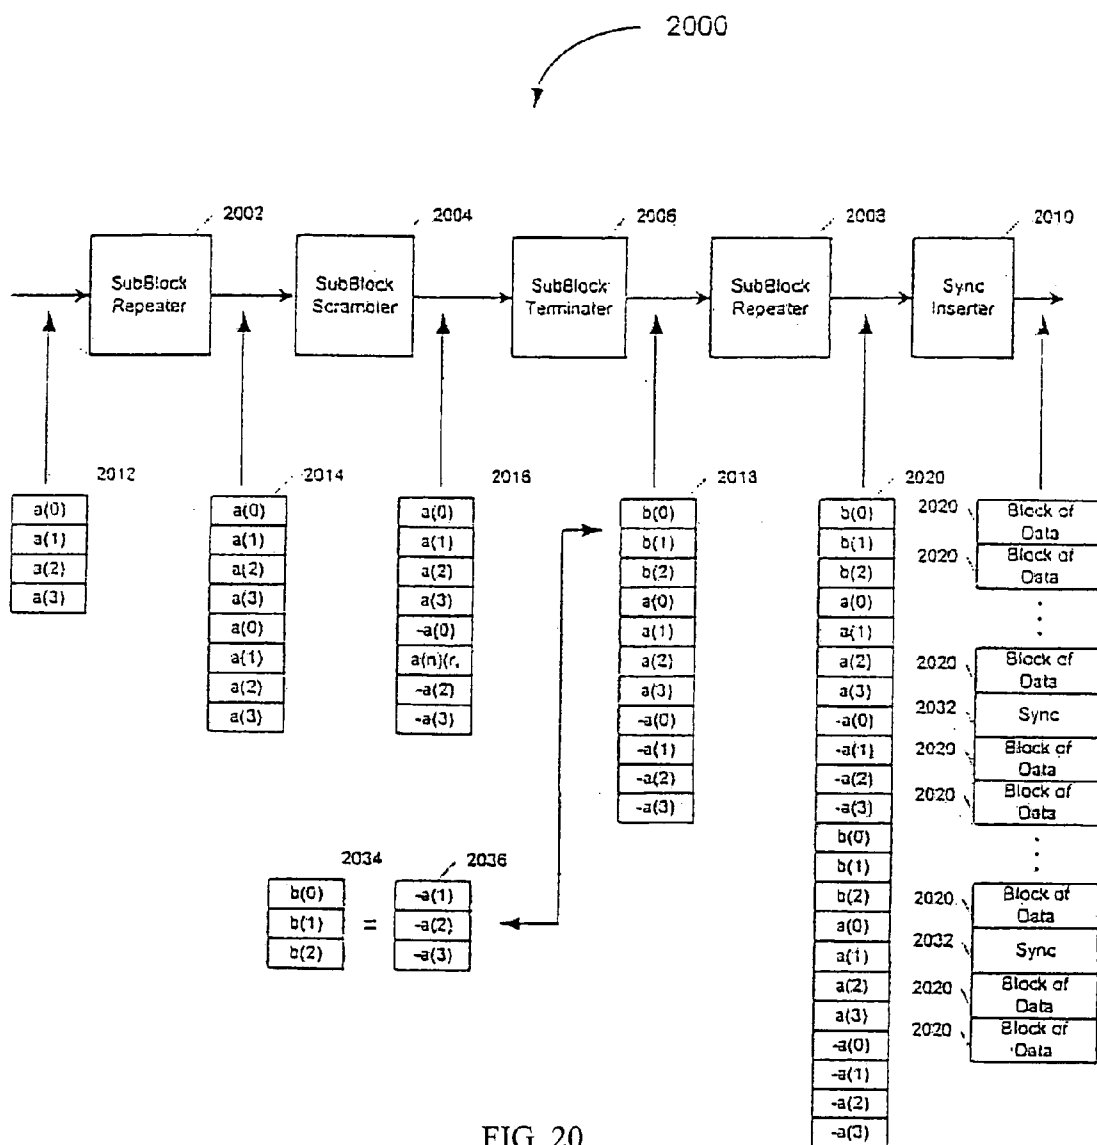 2000
2002
2004
2006
2008
2010
SubBlock
Repeater
SubBlock
Scrambler
SubBlock
Terminater
SubBlock
Repeater
Sync
Inserter
2012
a(0)
a(1)
a(2)
a(3)
2014
a(0)
a(1)
a(2)
a(3)
a(0)
a(1)
a(2)
a(3)
2016
a(0)
a(1)
a(2)
a(3)
-a(0)
a(n)(r,
-a(2)
-a(3)
2018
b(0)
b(1)
b(2)
a(0)
a(1)
a(2)
a(3)
-a(0)
-a(1)
-a(2)
-a(3)
2020
b(0)
b(1)
b(2)
a(0)
a(1)
a(2)
a(3)
-a(0)
-a(1)
-a(2)
-a(3)
b(0)
b(1)
b(2)
a(0)
a(1)
a(2)
a(3)
-a(0)
-a(1)
-a(2)
-a(3)
2020
Block of
Data
2020
Block of
Data
2020
Block of
Data
2032
Sync
2020
Block of
Data
2020
Block of
Data
2020
Block of
Data
2032
Sync
2020
Block of
Data
2020
Block of
Data
2034
b(0)
b(1)
b(2)
=
2036
-a(1)
-a(2)
-a(3)
FIG. 20